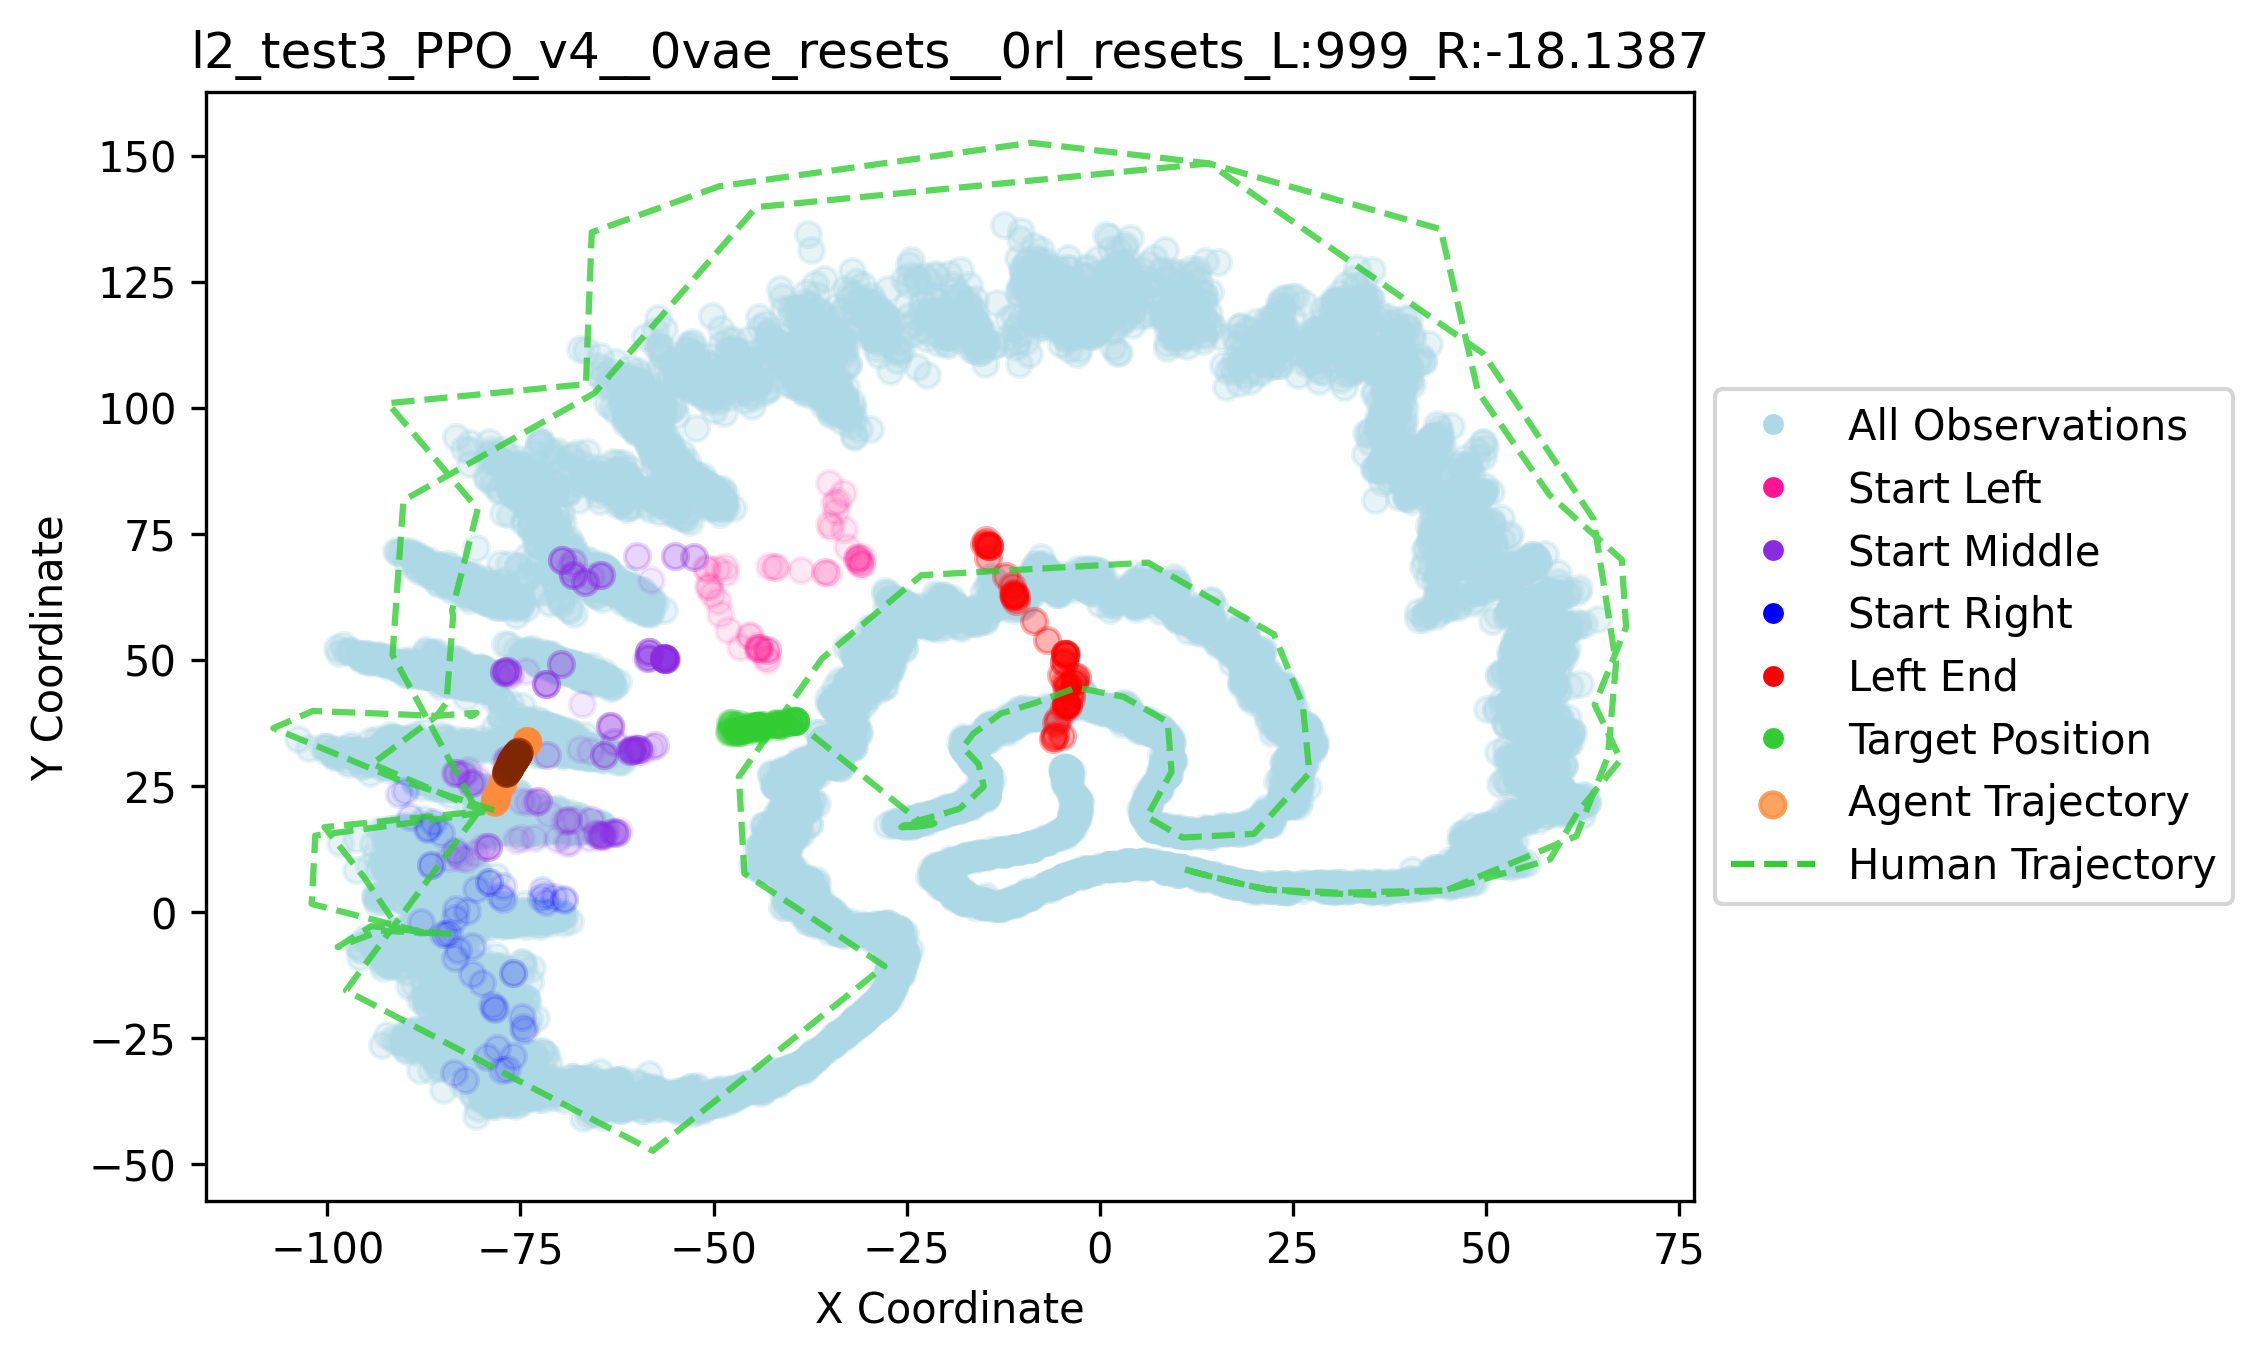 l2_test3_PPO_v4__0vae_resets__0rl_resets_L:999_R:-18.1387
150
125
100
75
50
25
0
−25
−50
Y Coordinate
−100
−75
−50
−25
0
25
50
75
X Coordinate
All Observations
Start Left
Start Middle
Start Right
Left End
Target Position
Agent Trajectory
Human Trajectory